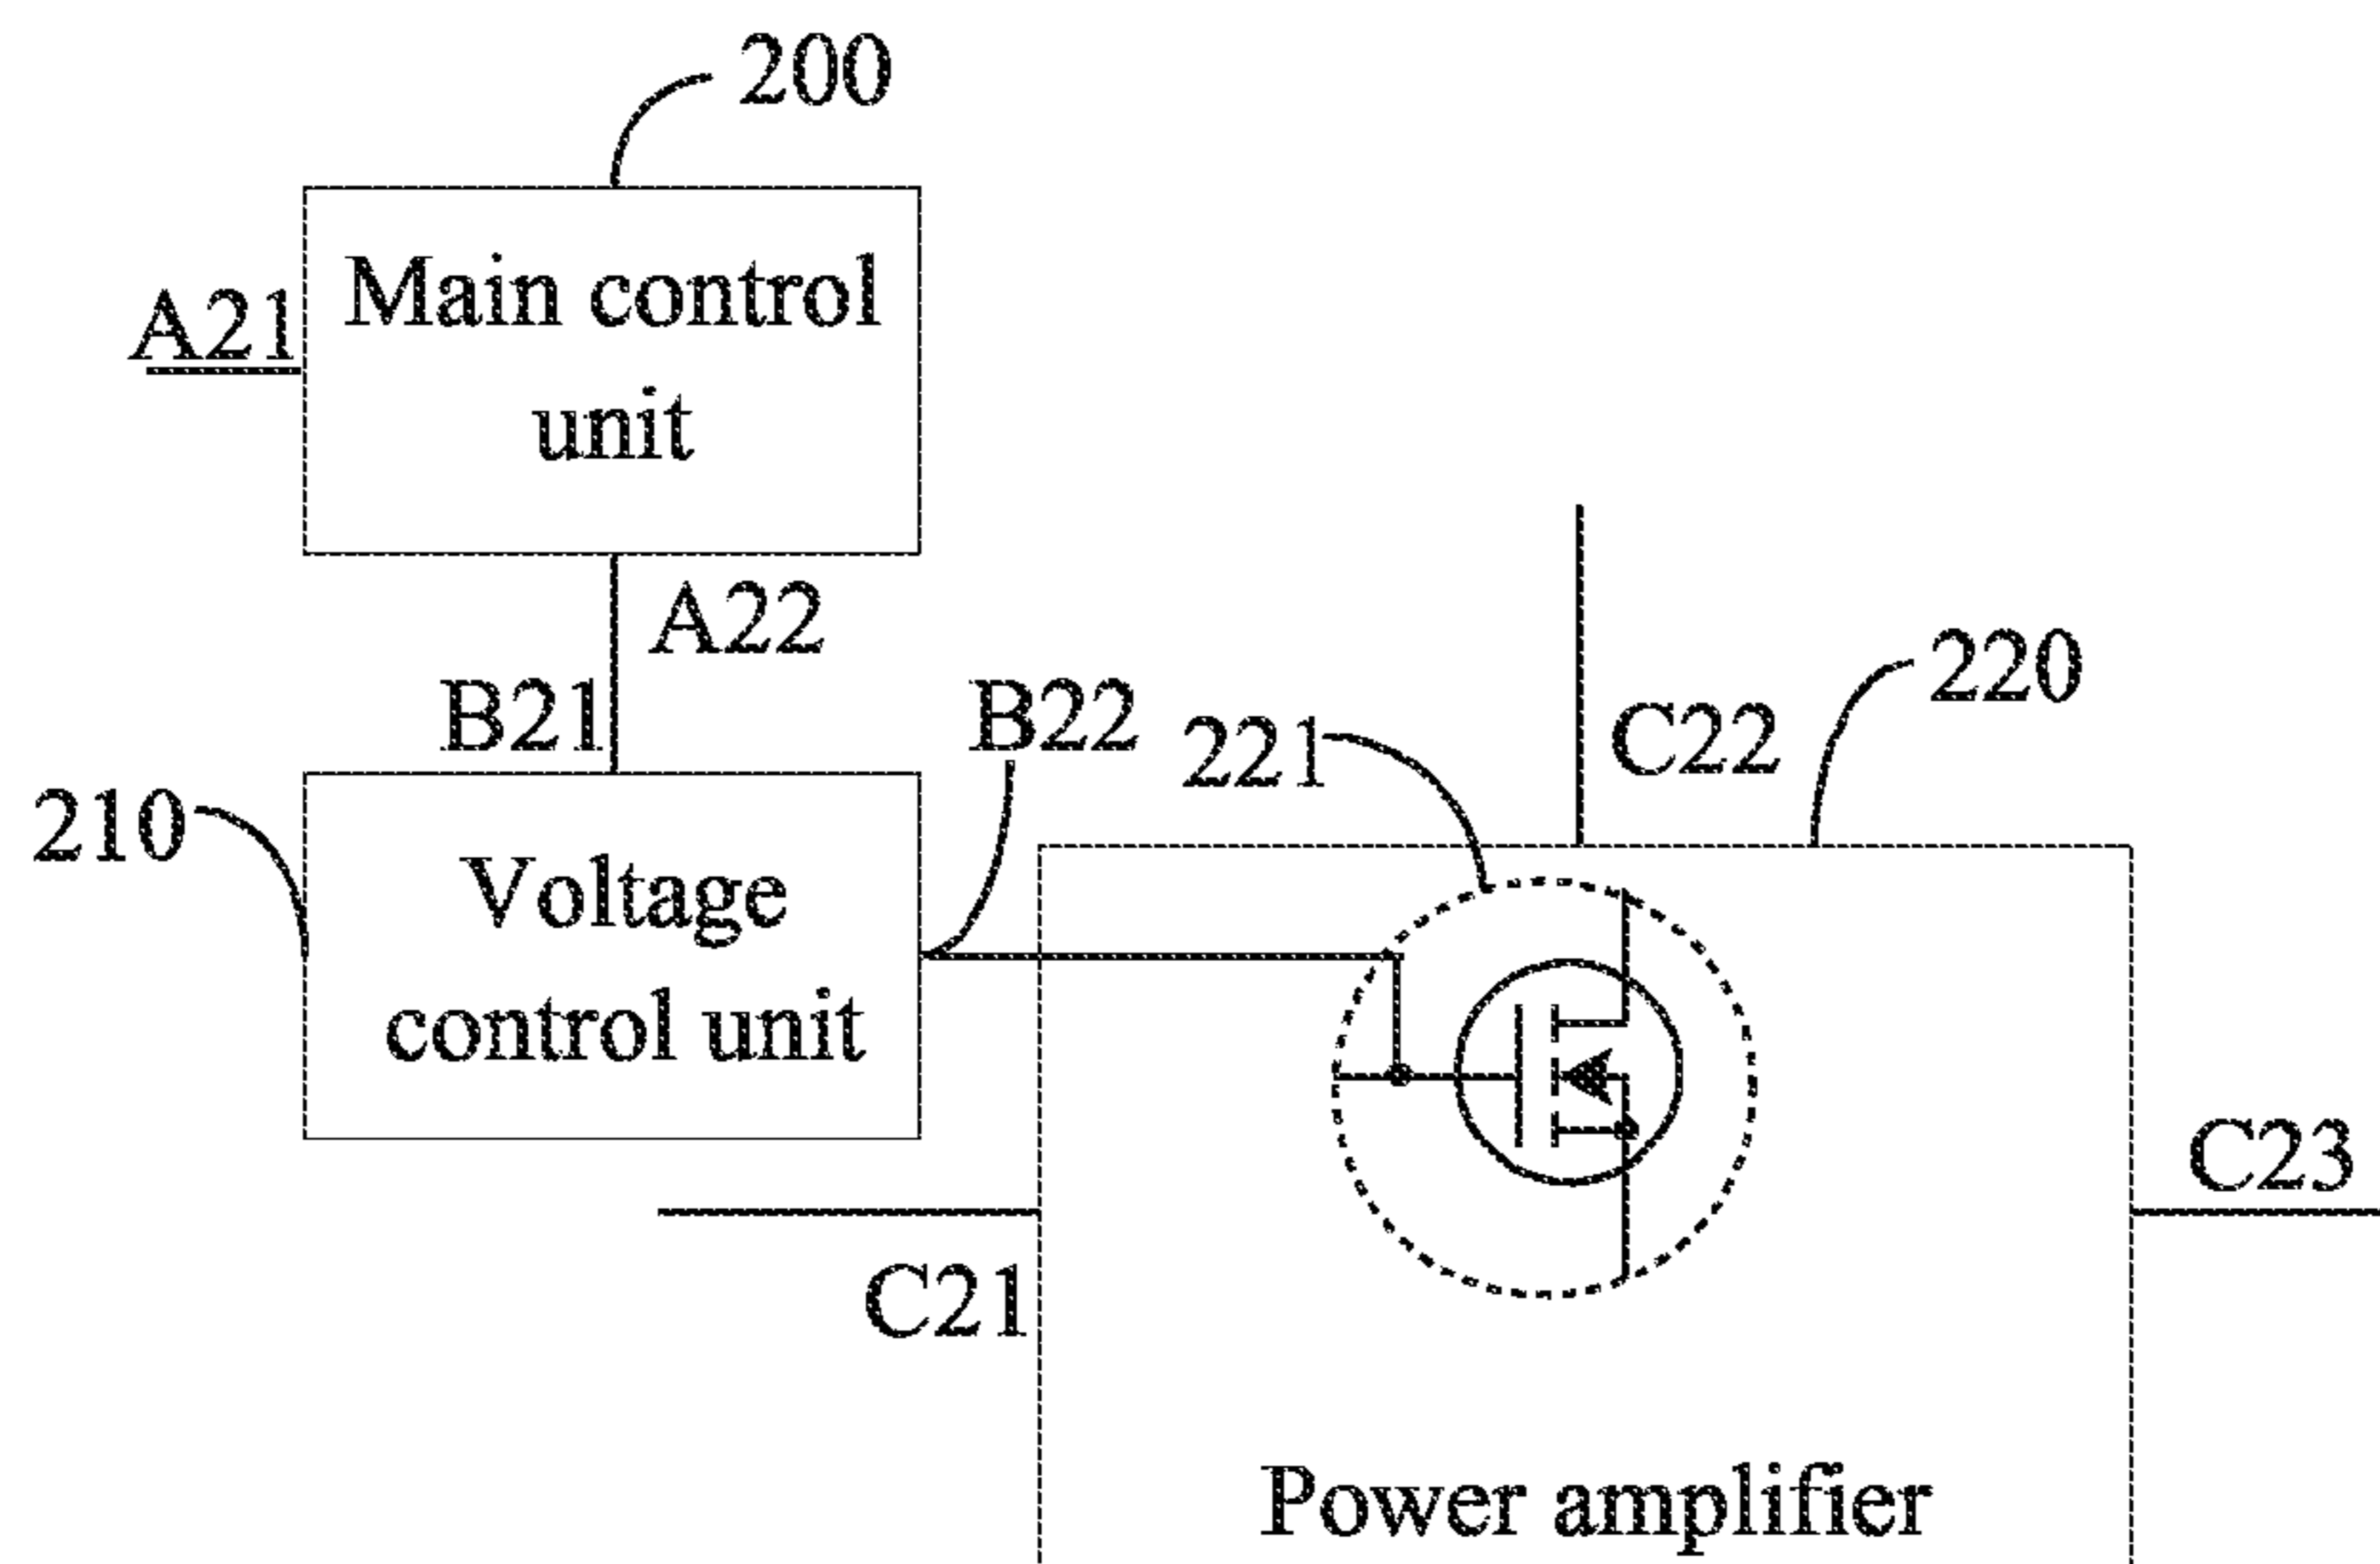 200
Main control
unit
A21
A22
B21
B22
221
C22
220
210
Voltage
control unit
C23
C21
Power amplifier